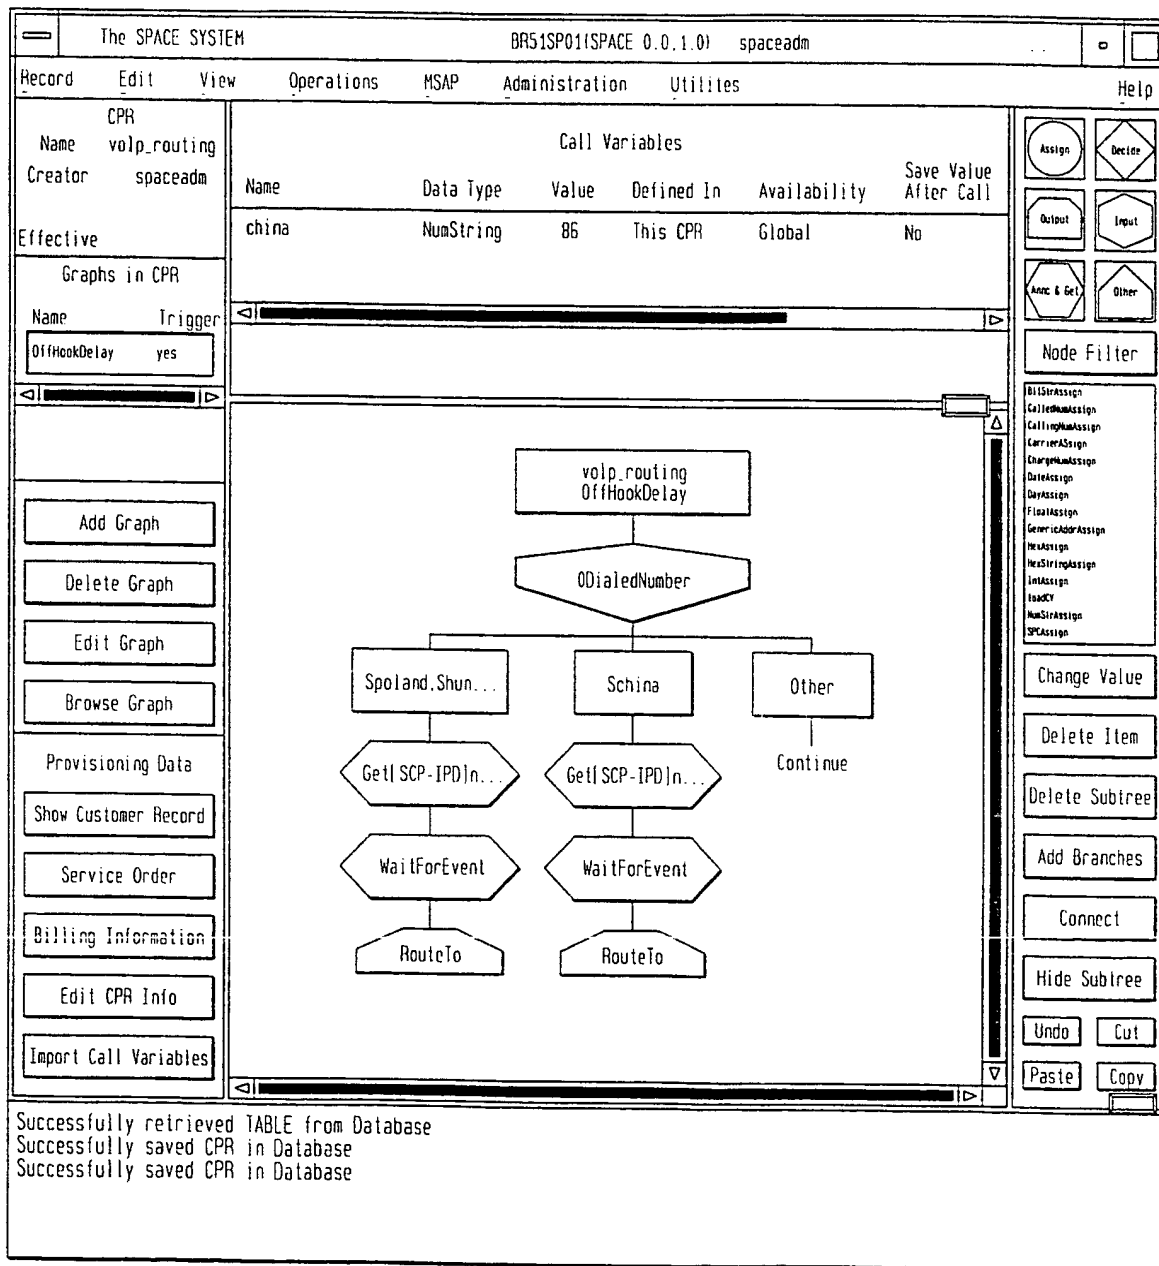 The SPACE SYSTEM BR51SP01(SPACE 0.0.1.0) spaceadm
Record Edit View Operations MSAP Administration Utilites Help
CPR
Name volp_routing
Creator spaceadm
Effective
Graphs in CPR
Name Trigger
OffHookDelay yes
Add Graph
Delete Graph
Edit Graph
Browse Graph
Provisioning Data
Show Customer Record
Service Order
Billing Information
Edit CPR Info
Import Call Variables
Call Variables
Name Data Type Value Defined In Availability Save Value After Call
china NumString 86 This CPR Global No
volp_routing
OffHookDelay
ODialedNumber
Spoland.Shun...
Schina
Other
Get[SCP-IPD]n...
Get[SCP-IPD]n...
Continue
WaitForEvent
WaitForEvent
RouteTo
RouteTo
Assign Decide
Output Input
Annc & Get Other
Node Filter
BilStrAssign
CalledNumAssign
CallingNumAssign
CarrierASsign
ChargeNumAssign
DateAssign
DayAssign
FloatAssign
GenericAddrAssign
HexAssign
HexStringAssign
IntAssign
loadCY
NumStrAssign
SPCAssign
Change Value
Delete Item
Delete Subtree
Add Branches
Connect
Hide Subtree
Undo Cut
Paste Copy
Successfully retrieved TABLE from Database
Successfully saved CPR in Database
Successfully saved CPR in Database